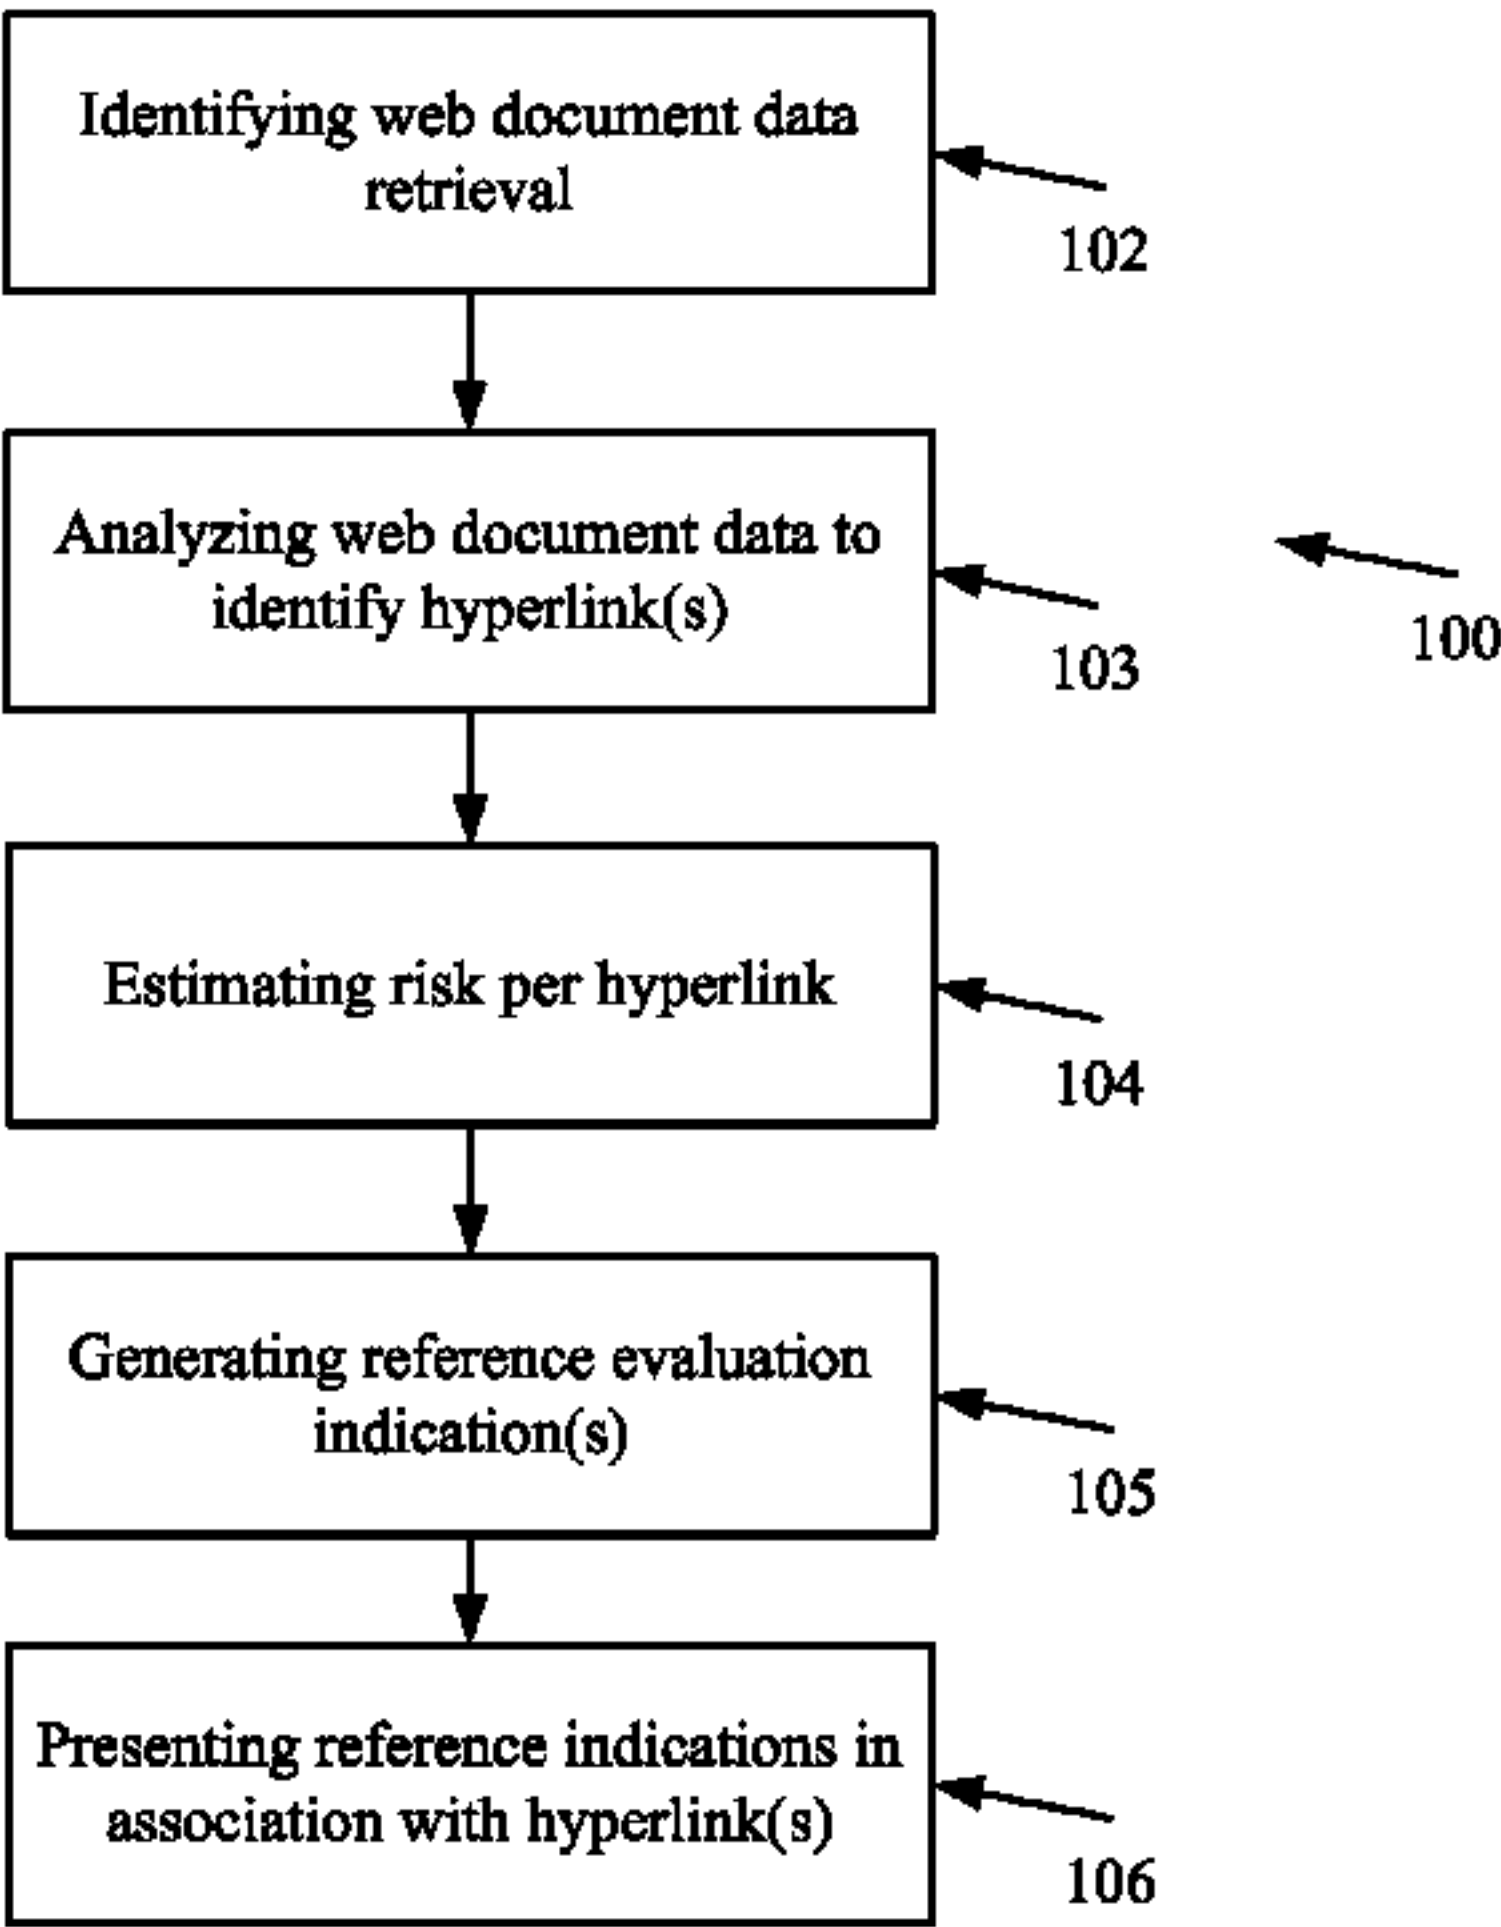 Identifying web document data
retrieval
102
Analyzing web document data to
identify hyperlink(s)
103
100
Estimating risk per hyperlink
104
Generating reference evaluation
indication(s)
105
Presenting reference indications in
association with hyperlink(s)
106